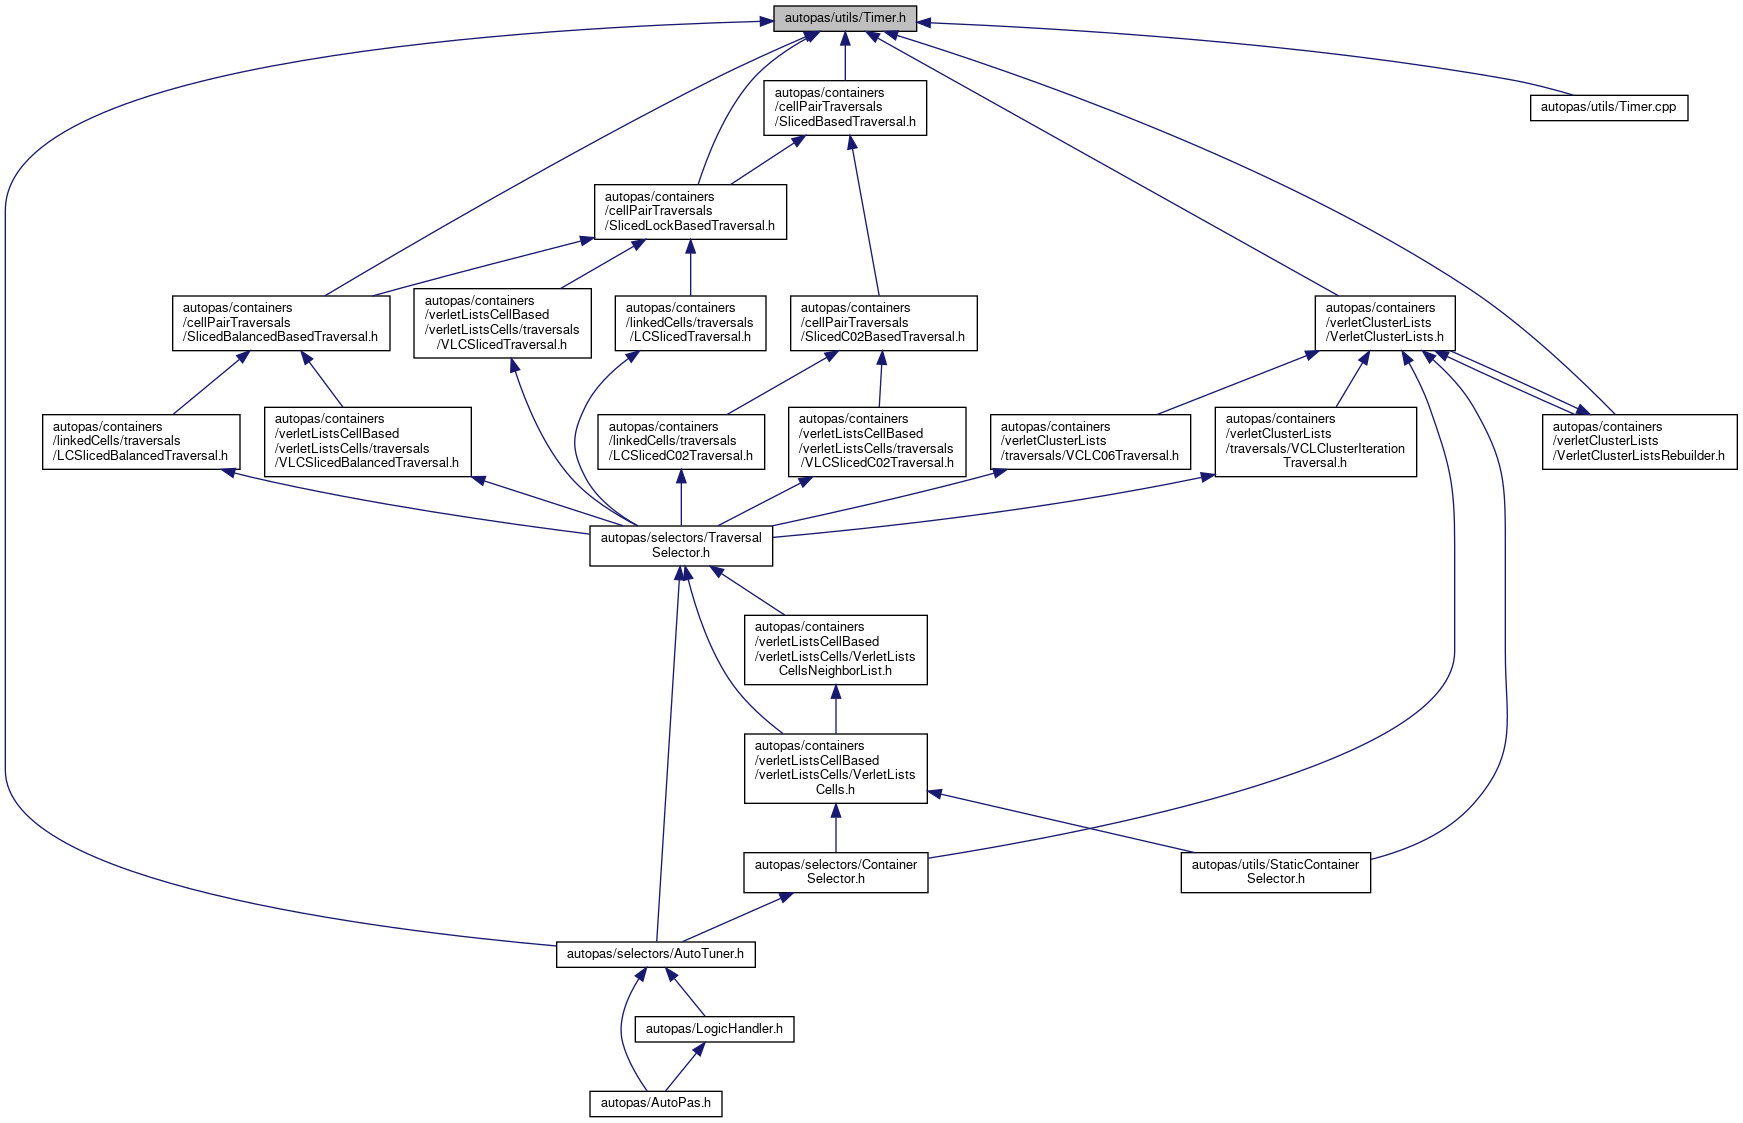 autopas/utils/Timer.h
autopas/containers
/cellPairTraversals
/SlicedBasedTraversal.h
autopas/utils/Timer.cpp
autopas/containers
/cellPairTraversals
/SlicedLockBasedTraversal.h
autopas/containers
/cellPairTraversals
/SlicedBalancedBasedTraversal.h
autopas/containers
/verletListsCellBased
/verletListsCells/traversals
/VLCSlicedTraversal.h
autopas/containers
/linkedCells/traversals
/LCSlicedTraversal.h
autopas/containers
/cellPairTraversals
/SlicedC02BasedTraversal.h
autopas/containers
/verletClusterLists
/VerletClusterLists.h
autopas/containers
/linkedCells/traversals
/LCSlicedBalancedTraversal.h
autopas/containers
/verletListsCellBased
/verletListsCells/traversals
/VLCSlicedBalancedTraversal.h
autopas/containers
/linkedCells/traversals
/LCSlicedC02Traversal.h
autopas/containers
/verletListsCellBased
/verletListsCells/traversals
/VLCSlicedC02Traversal.h
autopas/containers
/verletClusterLists
/traversals/VCLC06Traversal.h
autopas/containers
/verletClusterLists
/traversals/VCLClusterIteration
Traversal.h
autopas/containers
/verletClusterLists
/VerletClusterListsRebuilder.h
autopas/selectors/Traversal
Selector.h
autopas/containers
/verletListsCellBased
/verletListsCells/VerletLists
CellsNeighborList.h
autopas/containers
/verletListsCellBased
/verletListsCells/VerletLists
Cells.h
autopas/selectors/Container
Selector.h
autopas/utils/StaticContainer
Selector.h
autopas/selectors/AutoTuner.h
autopas/LogicHandler.h
autopas/AutoPas.h